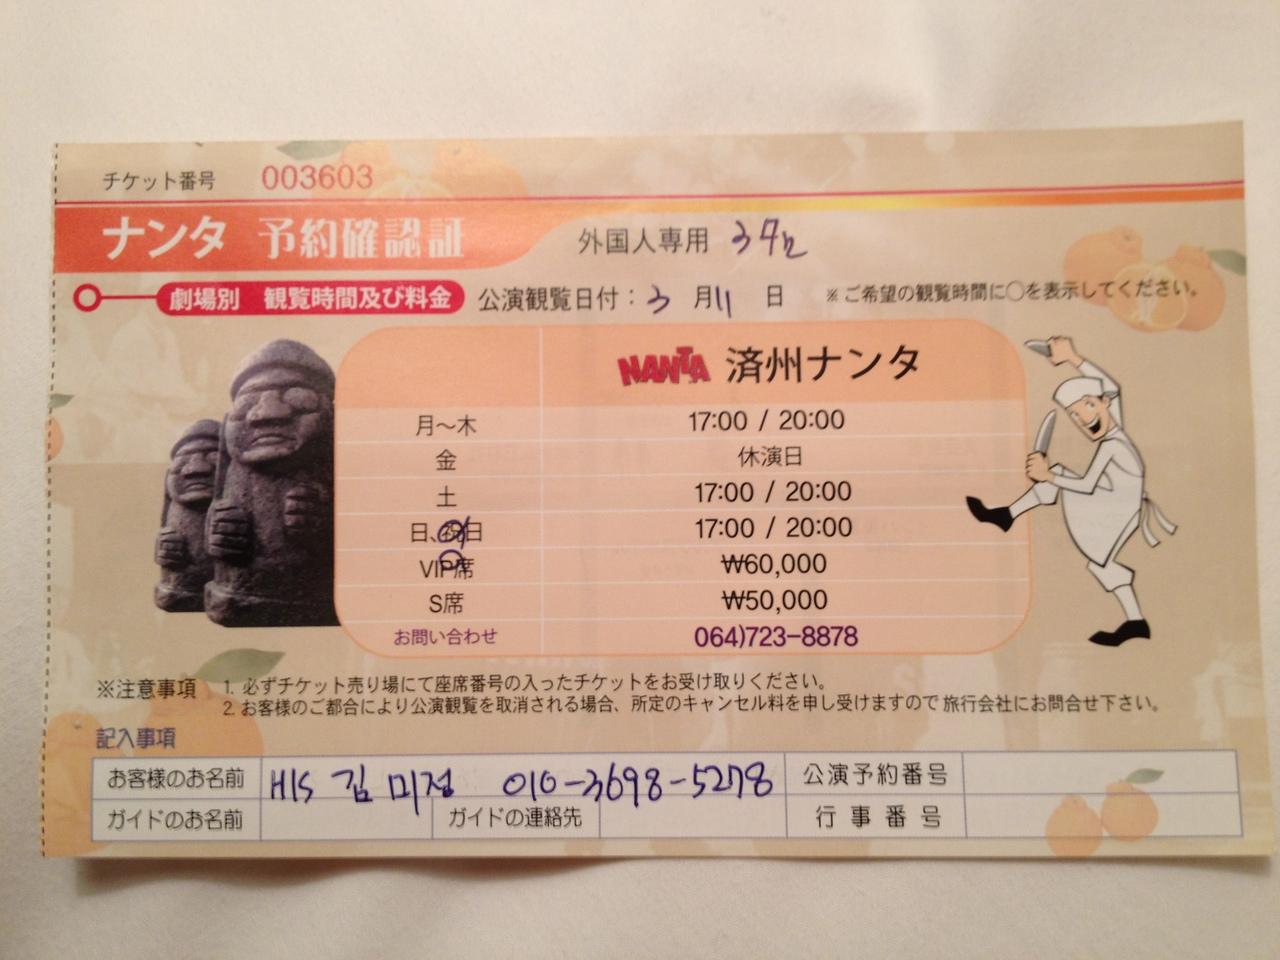 チケット番号 003603
ナンタ 予約確認証 外国人専用
劇場別 観覧時間及び料金 公演観覧日付：3月11日 ※ご希望の観覧時間に○を表示してください。
NANTA 済州ナンタ
月～木 17:00 / 20:00
金 休演日
土 17:00 / 20:00
日、祝日 17:00 / 20:00
VIP席 ₩60,000
S席 ₩50,000
お問い合わせ 064)723-8878
※注意事項 1. 必ずチケット売り場にて座席番号の入ったチケットをお受け取りください。
2. お客様のご都合により公演観覧を取消される場合、所定のキャンセル料を申し受けますので旅行会社にお問合せ下さい。
記入事項
お客様のお名前 HIS 김미정 010-3698-5278 公演予約番号
ガイドのお名前 ガイドの連絡先 行事番号